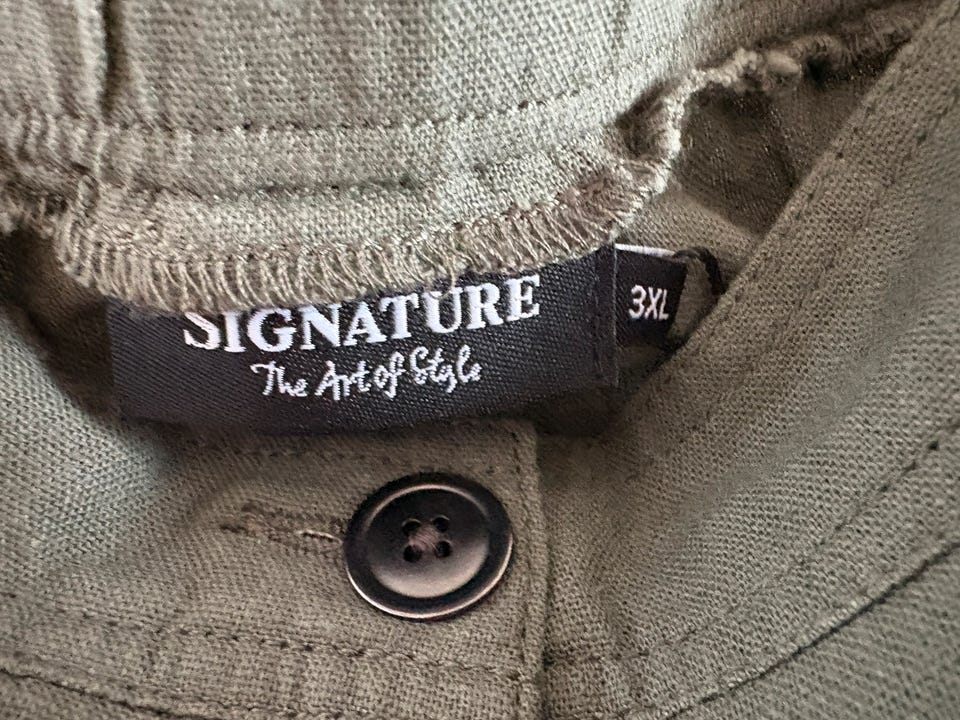 SIGNATURE
The Art of Style
3XL